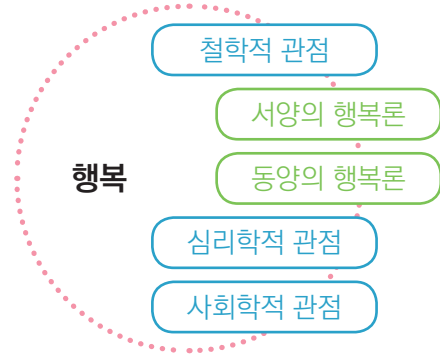 철학적 관점
서양의 행복론
행복
동양의 행복론
심리학적 관점
사회학적 관점